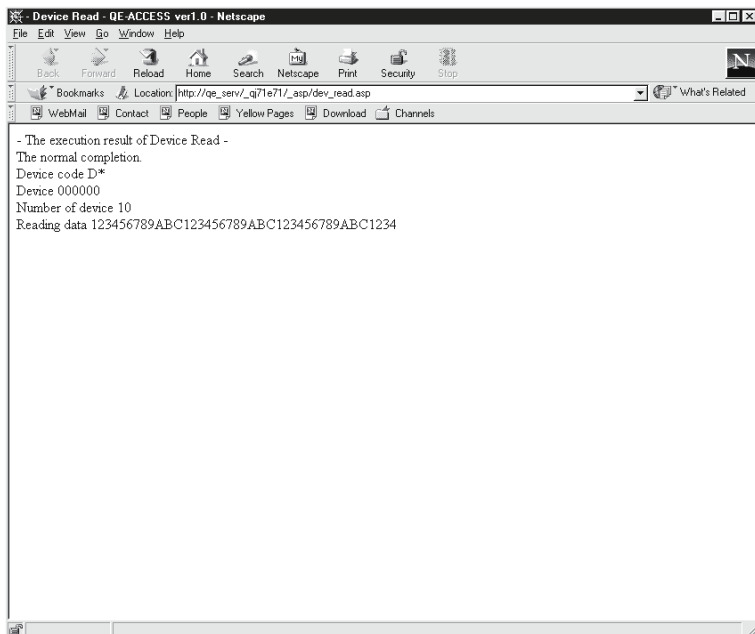 - Device Read - QE-ACCESS ver1.0 - Netscape
File Edit View Go Window Help
Back Forward Reload Home Search Netscape Print Security Stop
My
N
Bookmarks Location: http://qe_serv/_qj71e71/_asp/dev_read.asp What's Related
WebMail Contact People Yellow Pages Download Channels
- The execution result of Device Read -
The normal completion.
Device code D*
Device 000000
Number of device 10
Reading data 123456789ABC123456789ABC123456789ABC1234